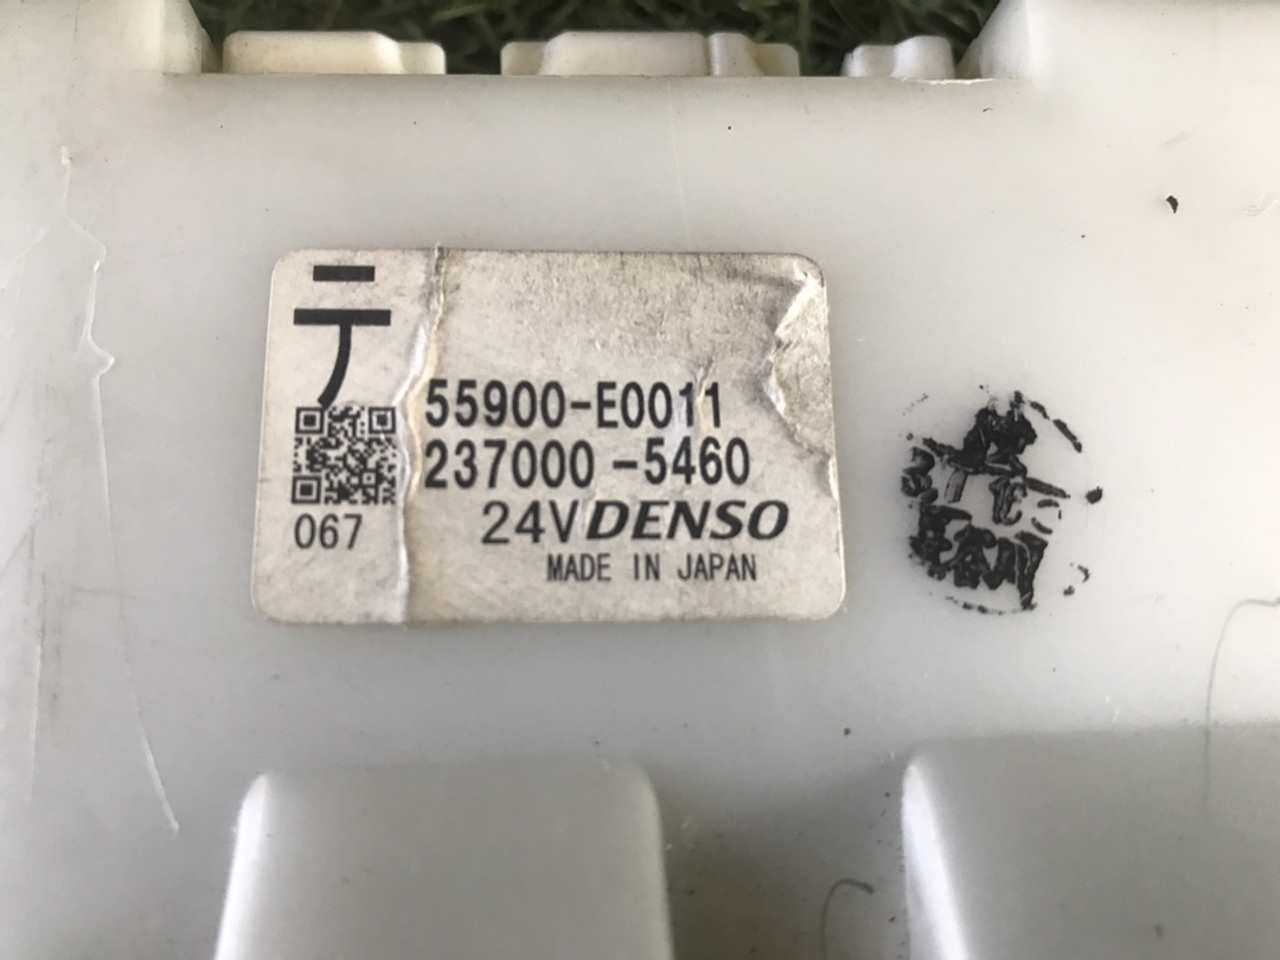 テ
55900-E0011
237000-5460
067
24V DENSO
MADE IN JAPAN